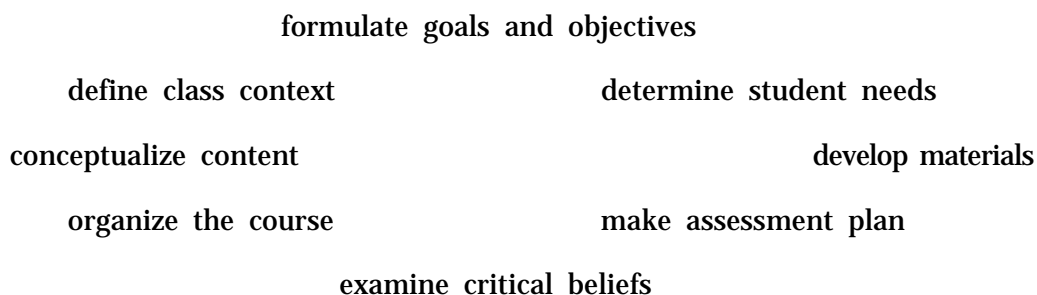 formulate goals and objectives
define class context determine student needs
conceptualize content develop materials
organize the course make assessment plan
examine critical beliefs